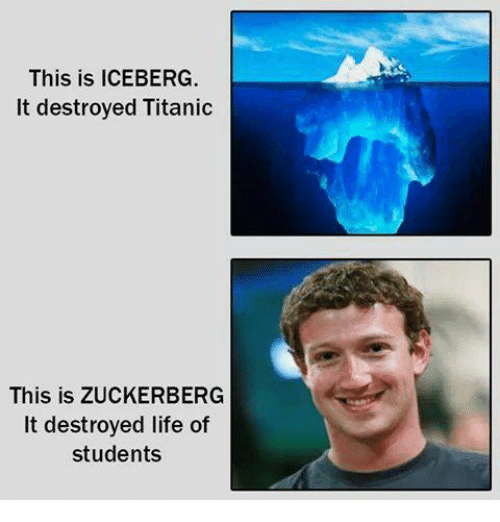 This is ICEBERG.
It destroyed Titanic
This is ZUCKERBERG
It destroyed life of
students